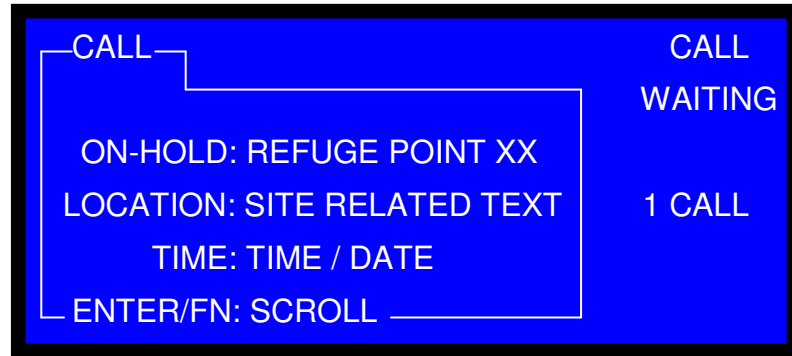 CALL
ON-HOLD: REFUGE POINT XX
LOCATION: SITE RELATED TEXT
TIME: TIME / DATE
ENTER/FN: SCROLL
CALL
WAITING
1 CALL